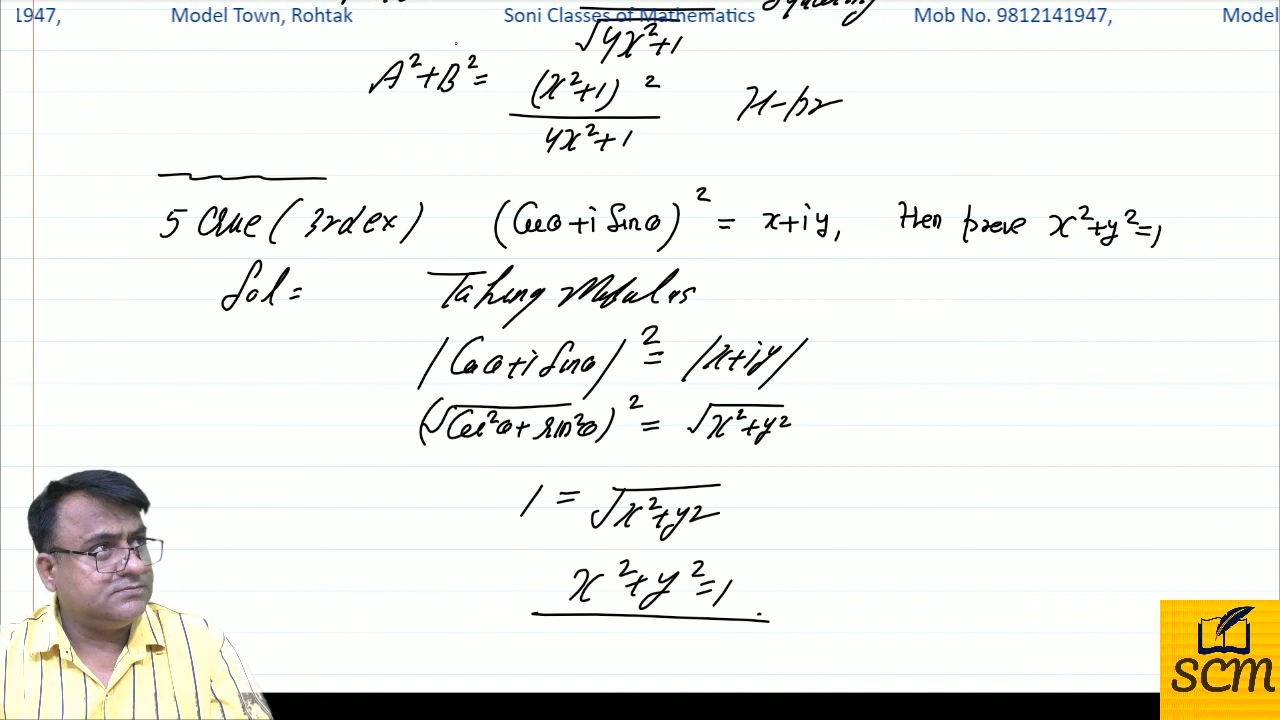 1947, Model Town, Rohtak Soni Classes of Mathematics Mob No. 9812141947, Model
√4x²+1
A²+B² = (x²+1)² / 4x²+1 H-pr
5 Que (3rd ex) (Cosθ+i Sinθ)² = x+iy, then prove x²+y²=1
Sol= Taking Modulus
|Cosθ+i Sinθ|² = |x+iy|
(√Cos²θ+sin²θ)² = √x²+y²
1 = √x²+y²
x²+y²=1
SCM